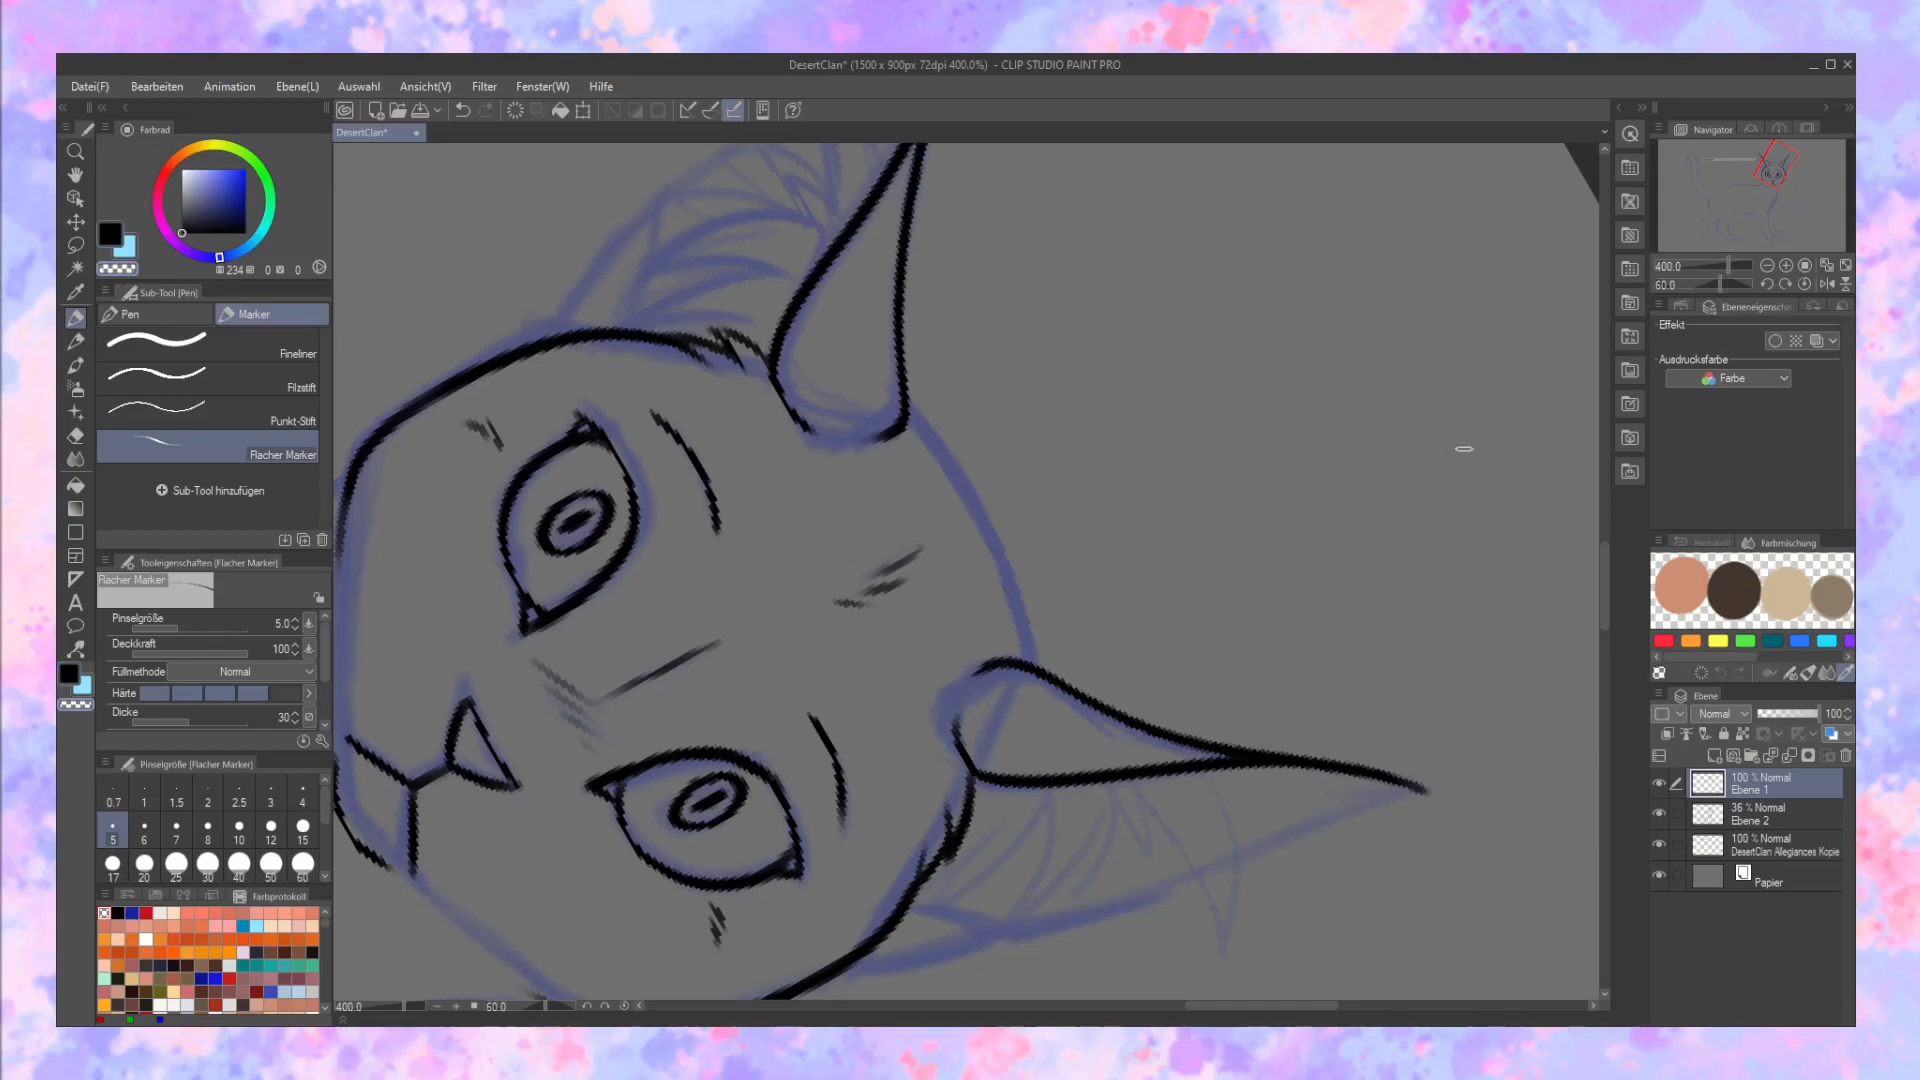 DesertClan* (1500 x 900px 72dpi 400.0%) - CLIP STUDIO PAINT PRO
Datei(F) Bearbeiten Animation Ebene(L) Auswahl Ansicht(V) Filter Fenster(W) Hilfe
Farbrad
DesertClan*
234 0 0
Sub-Tool [Pen]
Pen Marker
Fineliner
Filzstift
Punkt-Stift
Flacher Marker
Sub-Tool hinzufügen
Tooleigenschaften [Flacher Marker]
Flacher Marker
Pinselgröße 5.0
Deckkraft 100
Füllmethode Normal
Härte
Dicke 30
Pinselgröße [Flacher Marker]
0.7 1 1.5 2 2.5 3 4
5 6 7 8 10 12 15
17 20 25 30 40 50 60
Farbprotokoll
400.0 60.0
Navigator
400.0
60.0
Ebeneneigenschaf
Effekt
Ausdrucksfarbe
Farbe
Protokoll Farbmischung
Ebene
Normal 100
100 % Normal
Ebene 1
36 % Normal
Ebene 2
100 % Normal
DesertClan Allegiances Kopie
Papier